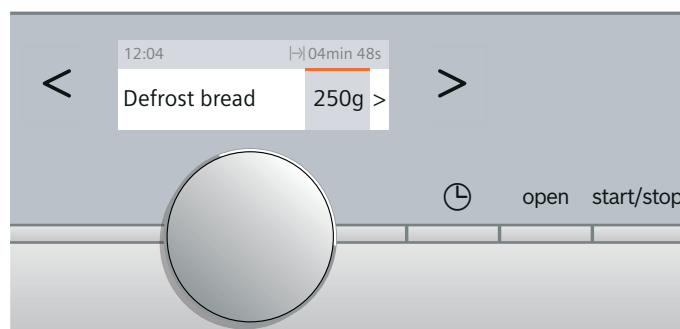 12:04 04min 48s
< Defrost bread 250g > >
open start/stop